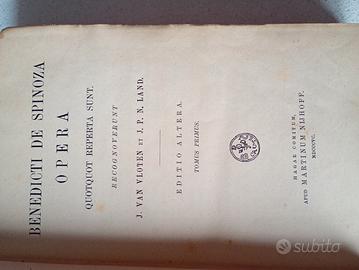 BENEDICTI DE SPINOZA
OPERA
QUOTQUOT REPERTA SUNT.
RECOGNOVERUNT
J. VAN VLOTEN ET J. P. N. LAND.
EDITIO ALTERA.
TOMUS PRIMUS.
HAGAE COMITUM,
APUD MARTINUM NIJHOFF.
subito